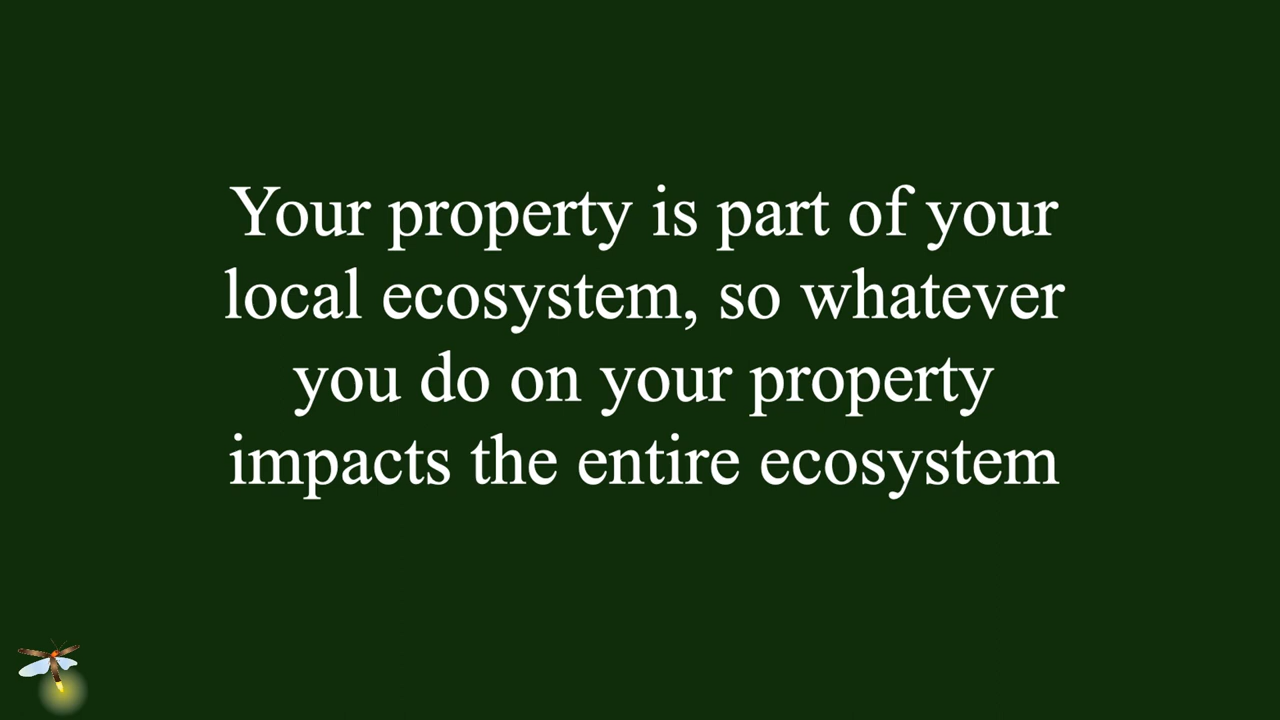 Your property is part of your
local ecosystem, so whatever
you do on your property
impacts the entire ecosystem